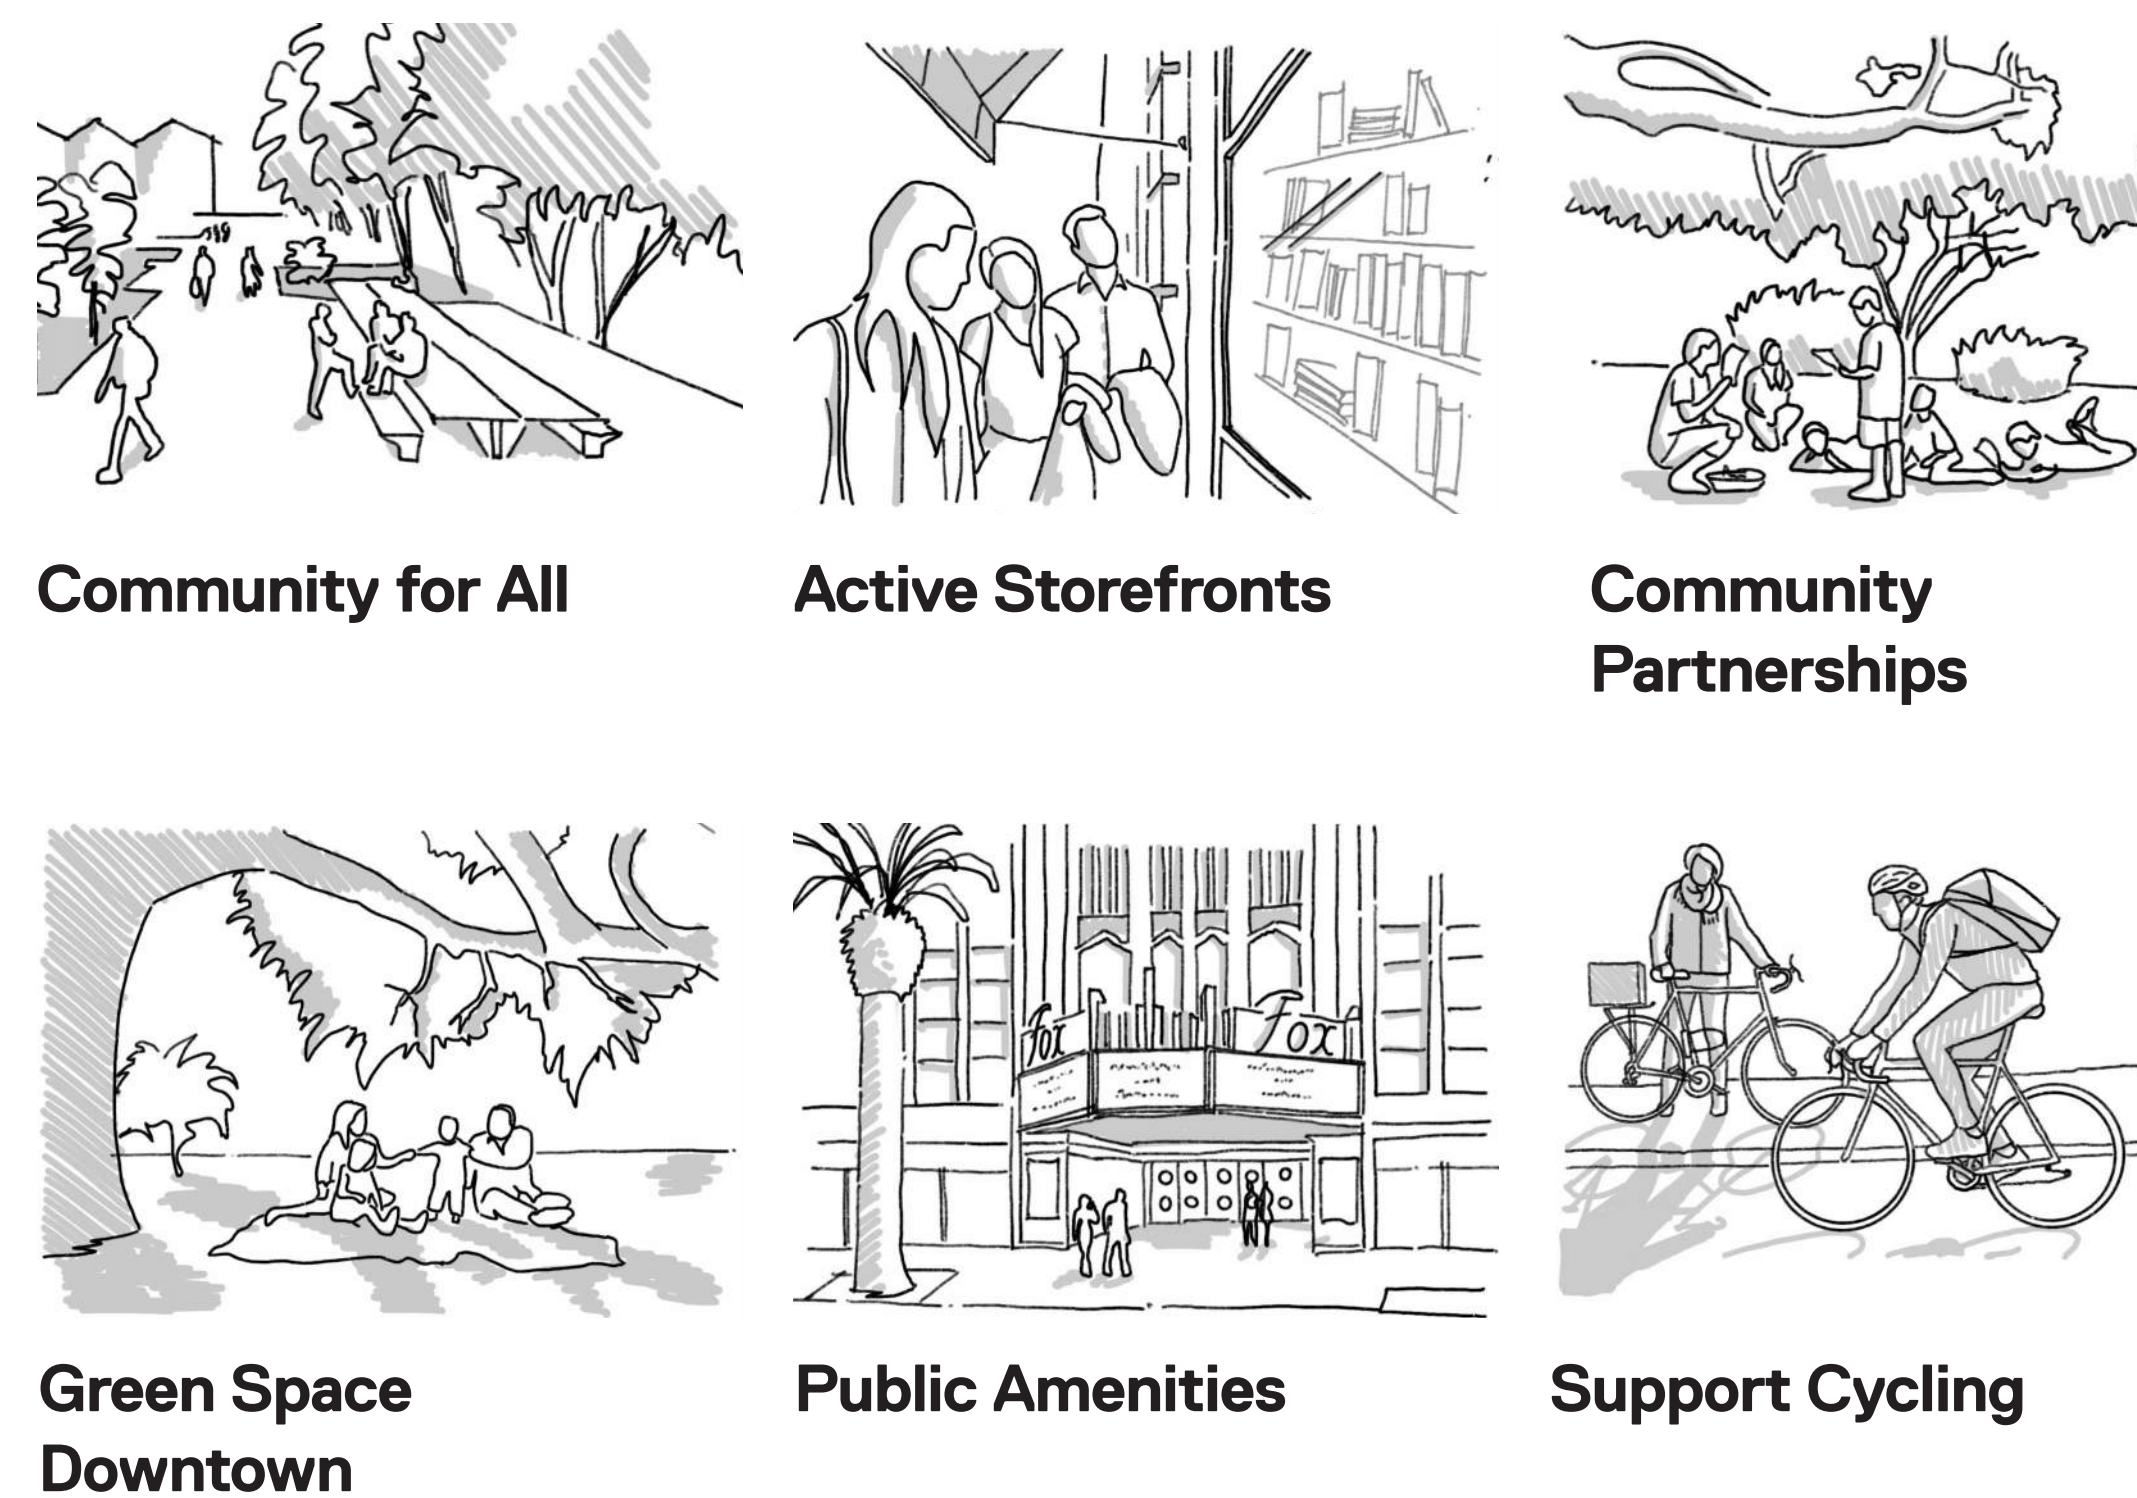 Community for All
Active Storefronts
Community
Partnerships
fox
Fox
Green Space
Downtown
Public Amenities
Support Cycling